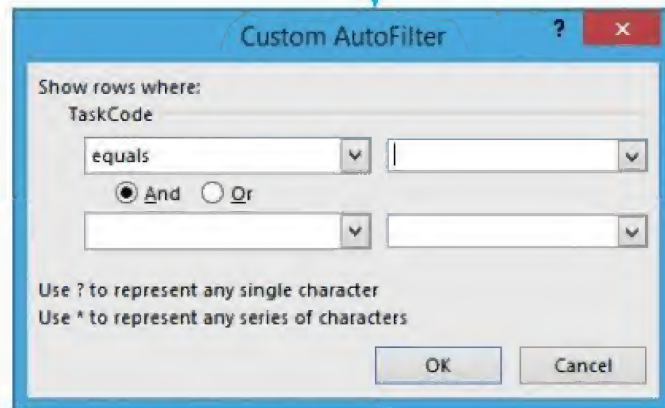 Custom AutoFilter ? ×
Show rows where:
TaskCode
equals
And Or
Use ? to represent any single character
Use * to represent any series of characters
OK Cancel